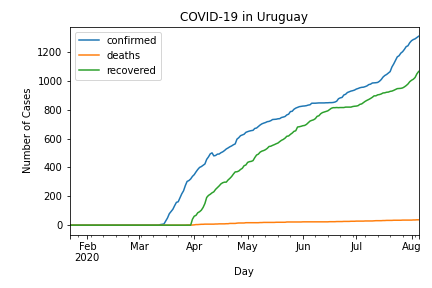 COVID-19 in Uruguay
confirmed
deaths
recovered
Number of Cases
1200
1000
800
600
400
200
0
Feb Mar Apr May Jun Jul Aug
2020
Day